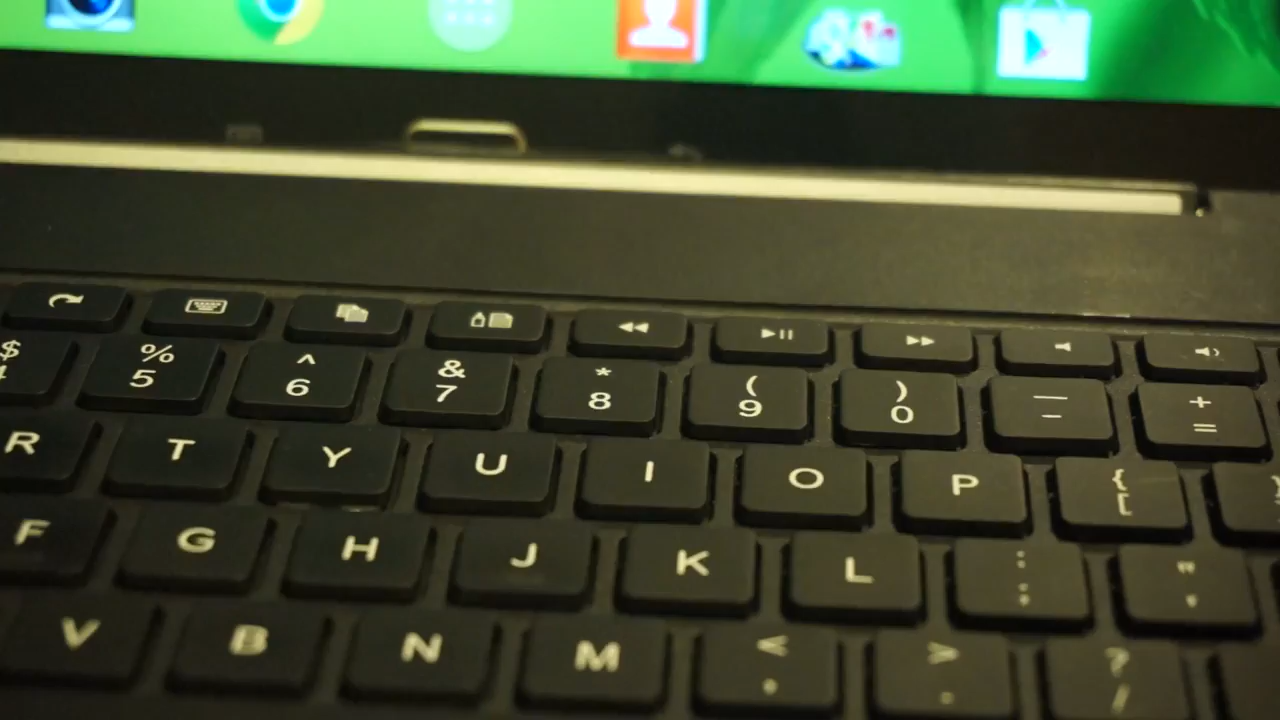 $ % ^ & * ( ) — +
4 5 6 7 8 9 0 - =
R T Y U I O P { [
F G H J K L : ; " '
V B N M < , > . ? /